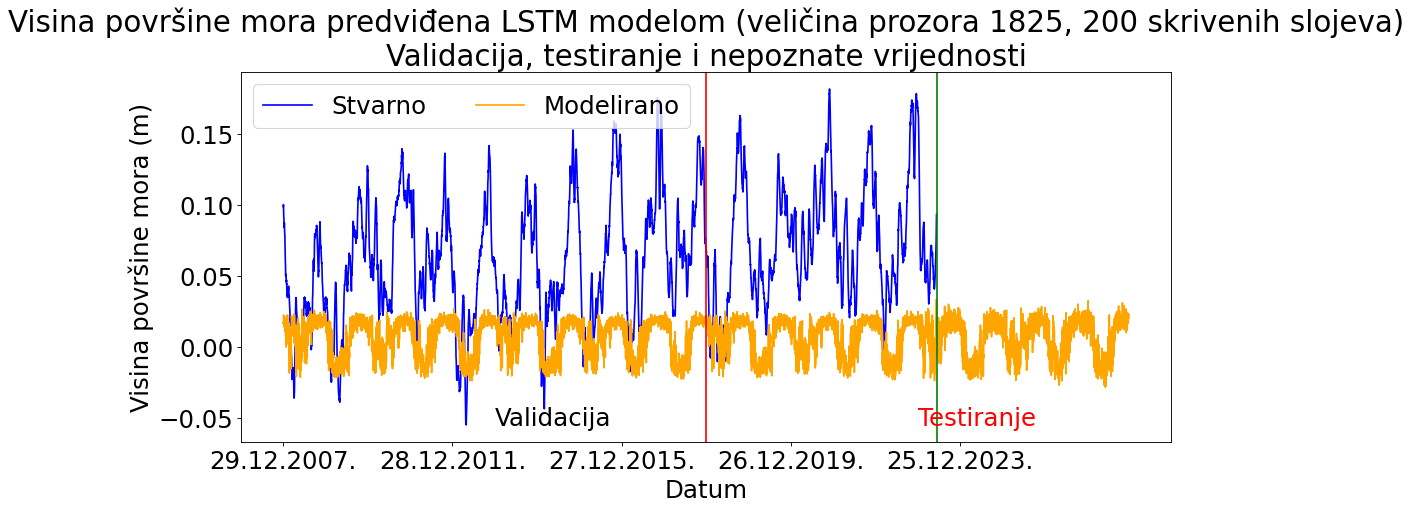 Visina površine mora predviđena LSTM modelom (veličina prozora 1825, 200 skrivenih slojeva)
Validacija, testiranje i nepoznate vrijednosti
Stvarno
Modelirano
Visina površine mora (m)
0.15
0.10
0.05
0.00
−0.05
Validacija
Testiranje
29.12.2007.
28.12.2011.
27.12.2015.
26.12.2019.
25.12.2023.
Datum